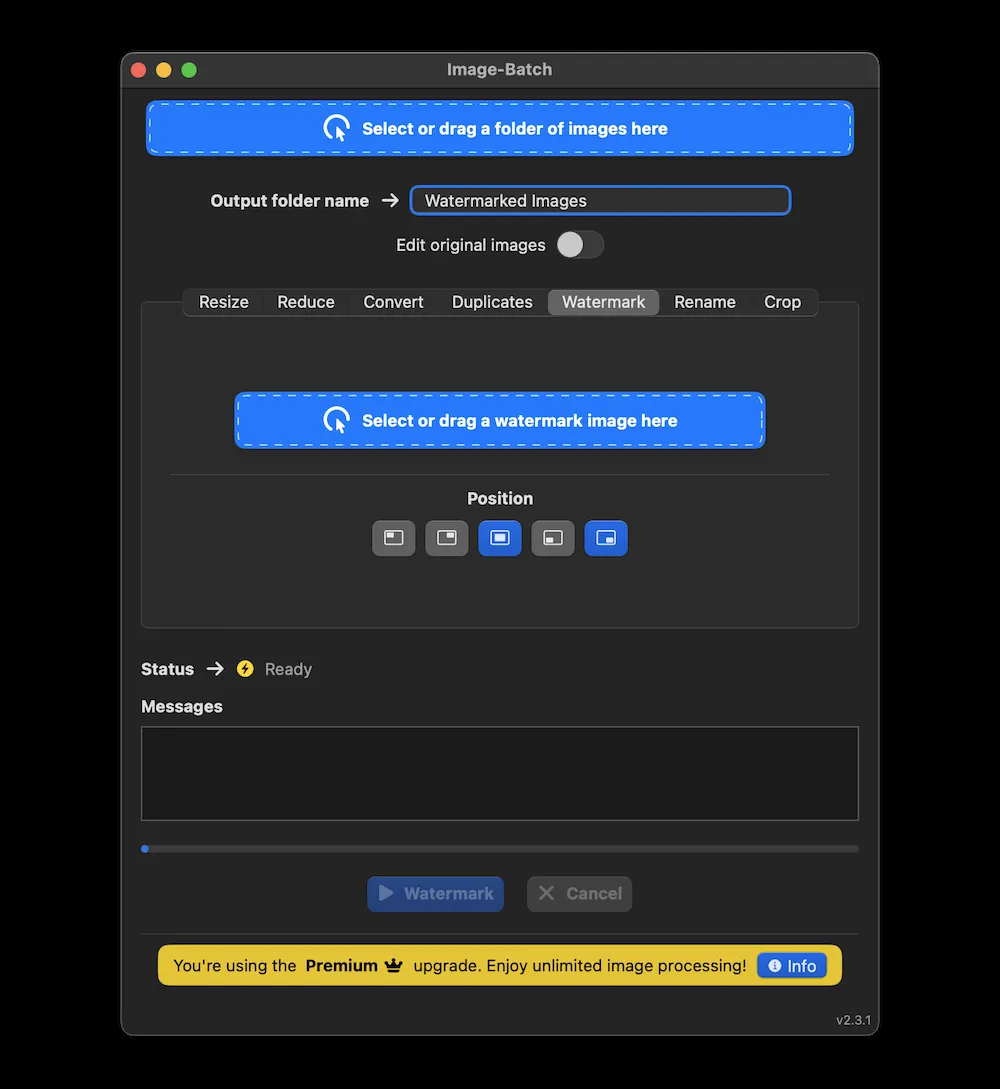 Image-Batch
Select or drag a folder of images here
Output folder name → Watermarked Images
Edit original images
Resize Reduce Convert Duplicates Watermark Rename Crop
Select or drag a watermark image here
Position
Status → Ready
Messages
Watermark Cancel
You're using the Premium upgrade. Enjoy unlimited image processing! Info
v2.3.1